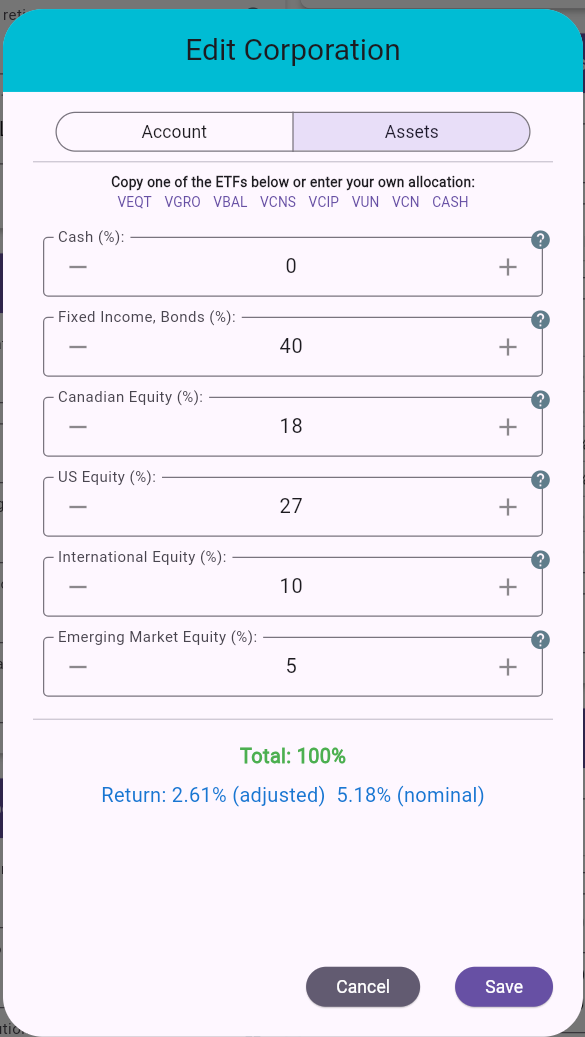 Edit Corporation
Account Assets
Copy one of the ETFs below or enter your own allocation:
VEQT VGRO VBAL VCNS VCIP VUN VCN CASH
Cash (%):
?
0
Fixed Income, Bonds (%):
?
40
Canadian Equity (%):
?
18
US Equity (%):
?
27
International Equity (%):
?
10
Emerging Market Equity (%):
?
5
Total: 100%
Return: 2.61% (adjusted) 5.18% (nominal)
Cancel Save